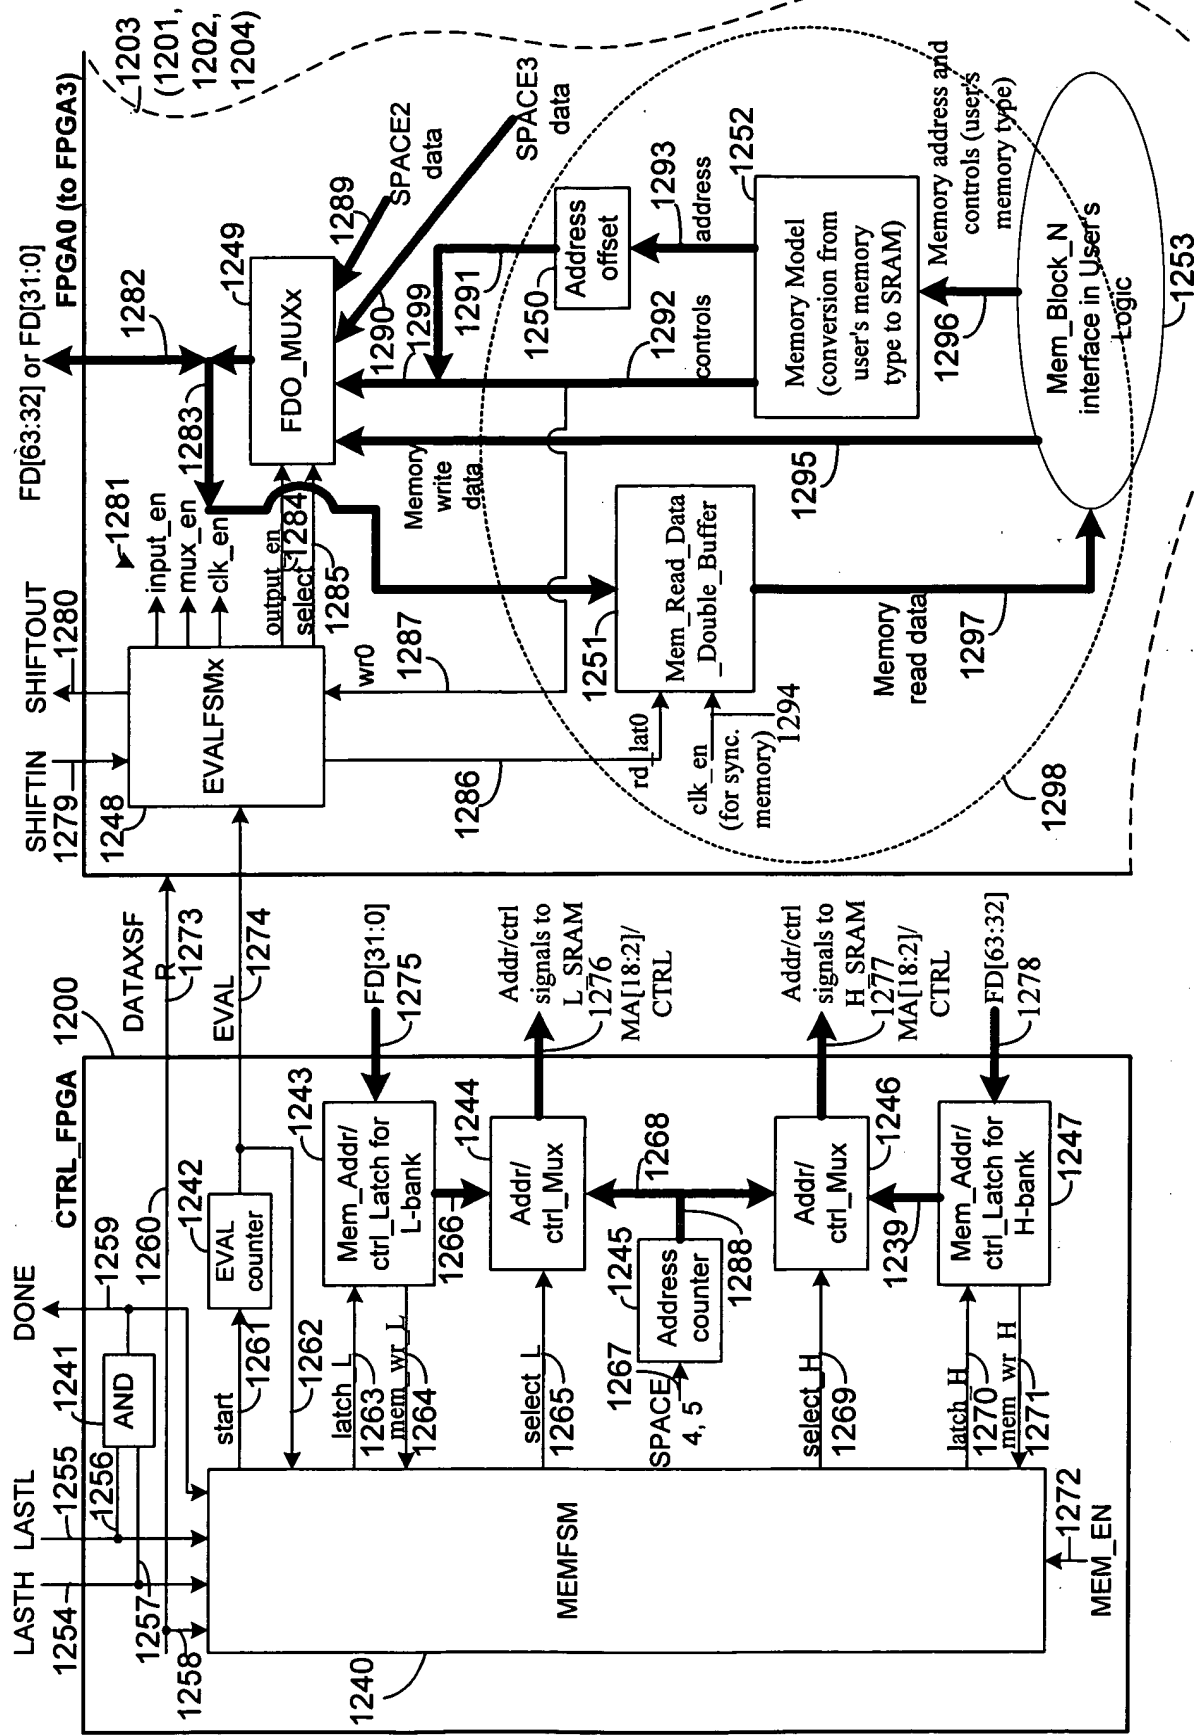 LASTH
LASTL
DONE
1254
1255
1256
1257
1258
1241
AND
1259
1260
CTRL_FPGA
1200
DATAXSF
R
1273
EVAL
1274
1240
MEMFSM
start
1261
1262
EVAL
counter
1242
latch_L
1263
mem_wr_L
1264
Mem_Addr/
ctrl_Latch for
L-bank
1243
FD[31:0]
1275
1266
select_L
1265
Addr/
ctrl_Mux
1244
Addr/ctrl
signals to
L_SRAM
1276
MA[18:2]/
CTRL
SPACE
4, 5
1267
1245
Address
counter
1288
1268
select_H
1269
Addr/
ctrl_Mux
1246
Addr/ctrl
signals to
H_SRAM
1277
MA[18:2]/
CTRL
1239
latch_H
1270
mem_wr_H
1271
Mem_Addr/
ctrl_Latch for
H-bank
1247
FD[63:32]
1278
1272
MEM_EN
SHIFTIN
1279
SHIFTOUT
1280
FD[63:32] or FD[31:0]
1282
FPGA0 (to FPGA3)
1203
(1201,
1202,
1204)
1248
EVALFSMx
1281
input_en
mux_en
clk_en
1283
output_en
1284
select
1285
FDO_MUXx
1249
1289
SPACE2
data
SPACE3
data
1290
1299
1291
wr0
1287
1286
rd_lat0
clk_en
(for sync.
memory)
1294
1251
Mem_Read_Data
_Double_Buffer
Memory
write
data
1295
1292
controls
1250
Address
offset
1293
address
1252
Memory Model
(conversion from
user's memory
type to SRAM)
Memory address and
controls (user's
memory type)
1296
Memory
read data
1297
Mem_Block_N
interface in User's
Logic
1253
1298